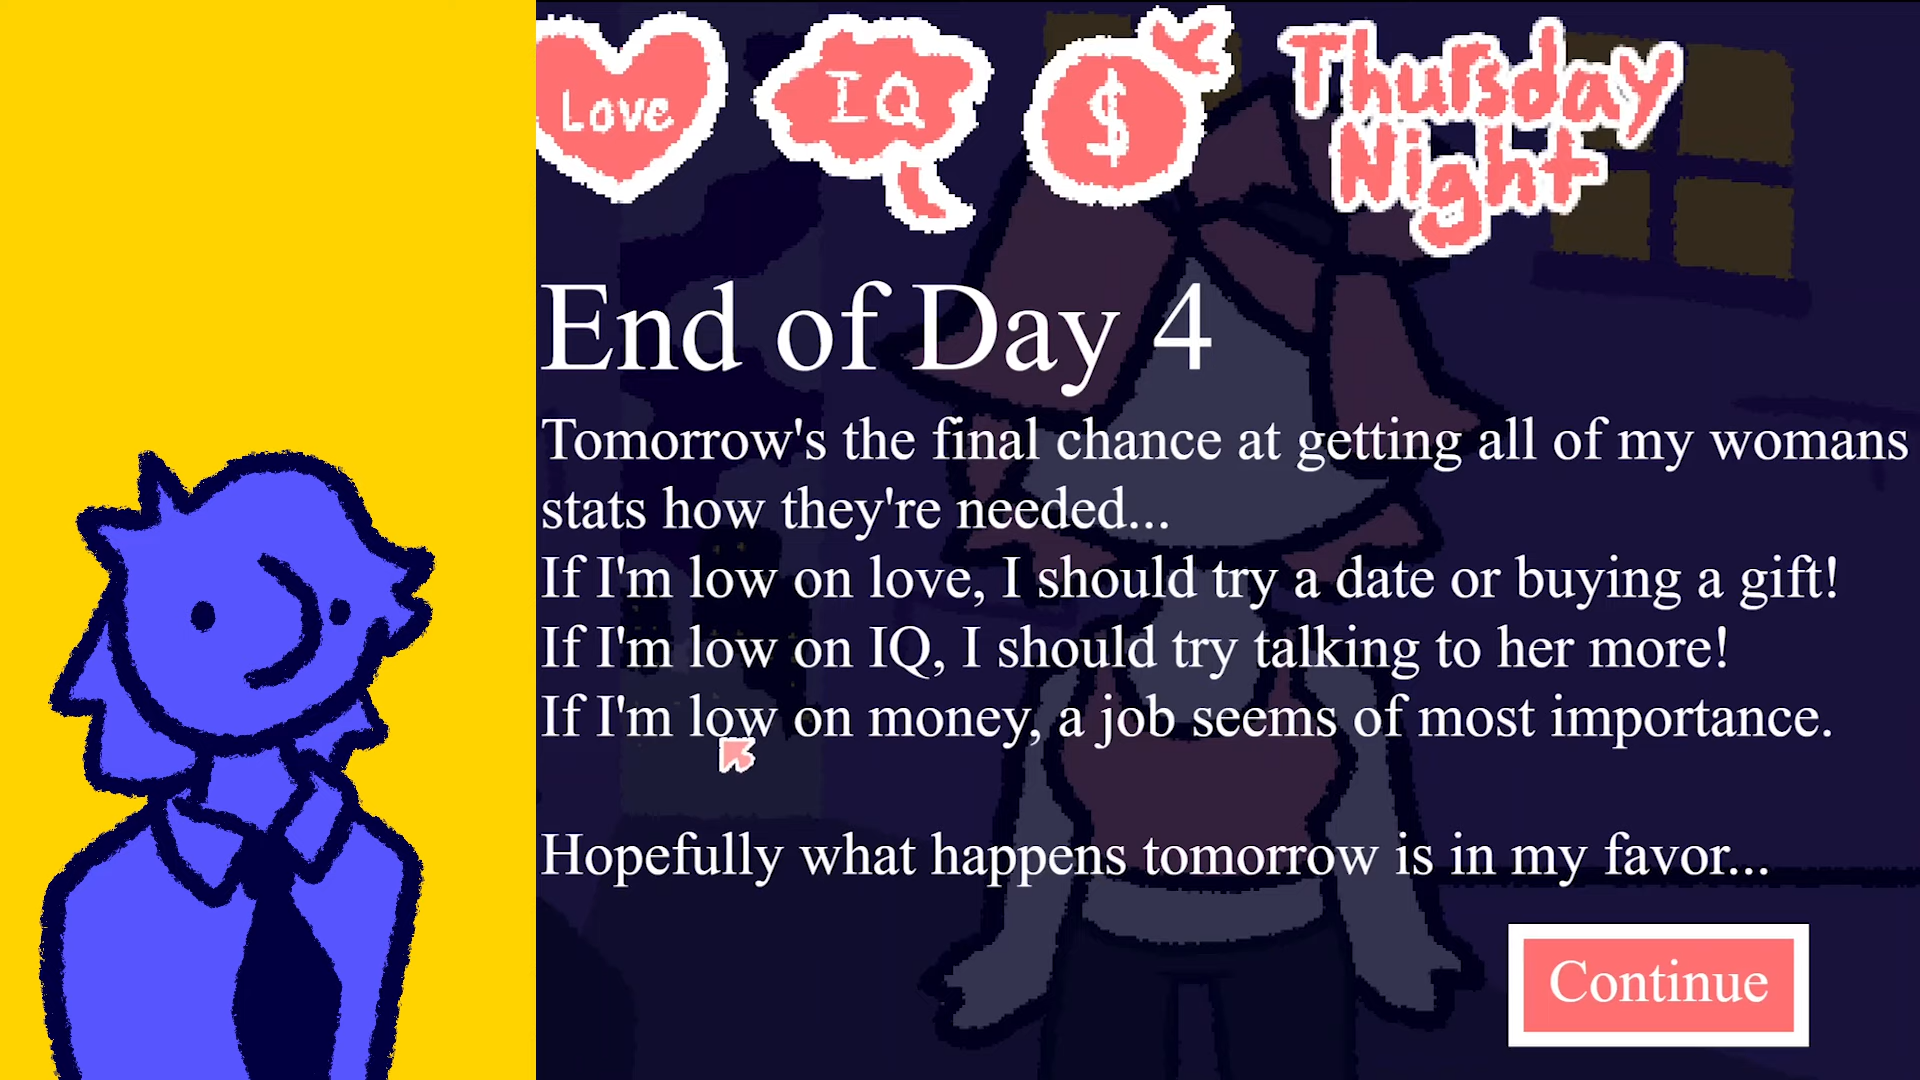 Love
IQ
$
Thursday
Night
End of Day 4
Tomorrow's the final chance at getting all of my womans
stats how they're needed...
If I'm low on love, I should try a date or buying a gift!
If I'm low on IQ, I should try talking to her more!
If I'm low on money, a job seems of most importance.
Hopefully what happens tomorrow is in my favor...
Continue